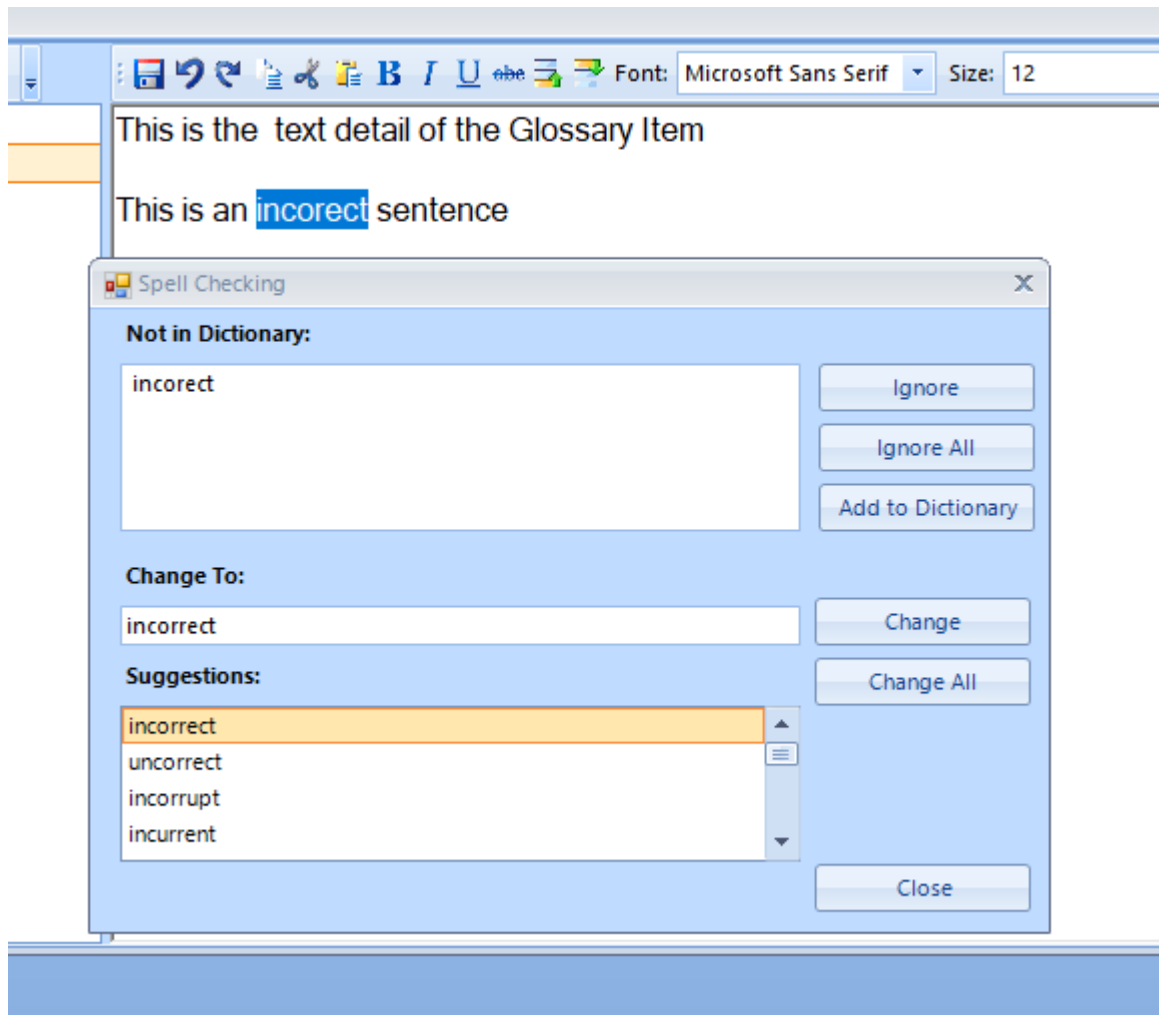 B I U abc Font: Microsoft Sans Serif Size: 12
This is the  text detail of the Glossary Item
This is an incorect sentence
Spell Checking
Not in Dictionary:
incorect
Ignore
Ignore All
Add to Dictionary
Change To:
incorrect
Change
Suggestions:
Change All
incorrect
uncorrect
incorrupt
incurrent
Close